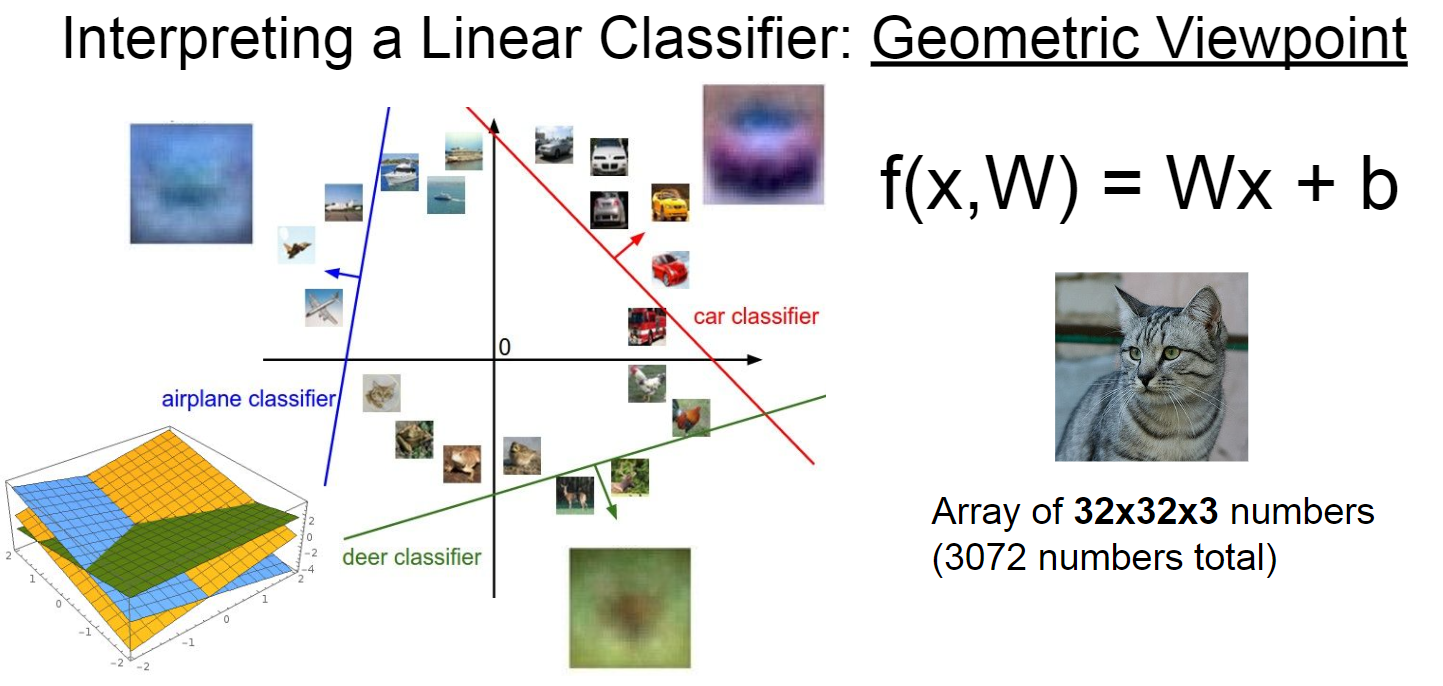 Interpreting a Linear Classifier: Geometric Viewpoint
f(x,W) = Wx + b
0
car classifier
airplane classifier
deer classifier
Array of 32x32x3 numbers
(3072 numbers total)
2
1
0
-1
-2
-2
-1
0
1
2
2
0
-2
-4